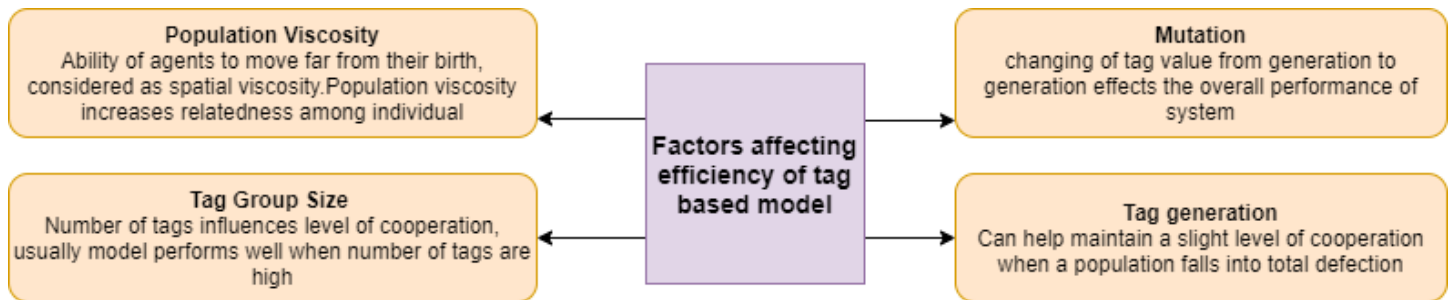 Population Viscosity
Ability of agents to move far from their birth,
considered as spatial viscosity.Population viscosity
increases relatedness among individual
Tag Group Size
Number of tags influences level of cooperation,
usually model performs well when number of tags are
high
Factors affecting
efficiency of tag
based model
Mutation
changing of tag value from generation to
generation effects the overall performance of
system
Tag generation
Can help maintain a slight level of cooperation
when a population falls into total defection